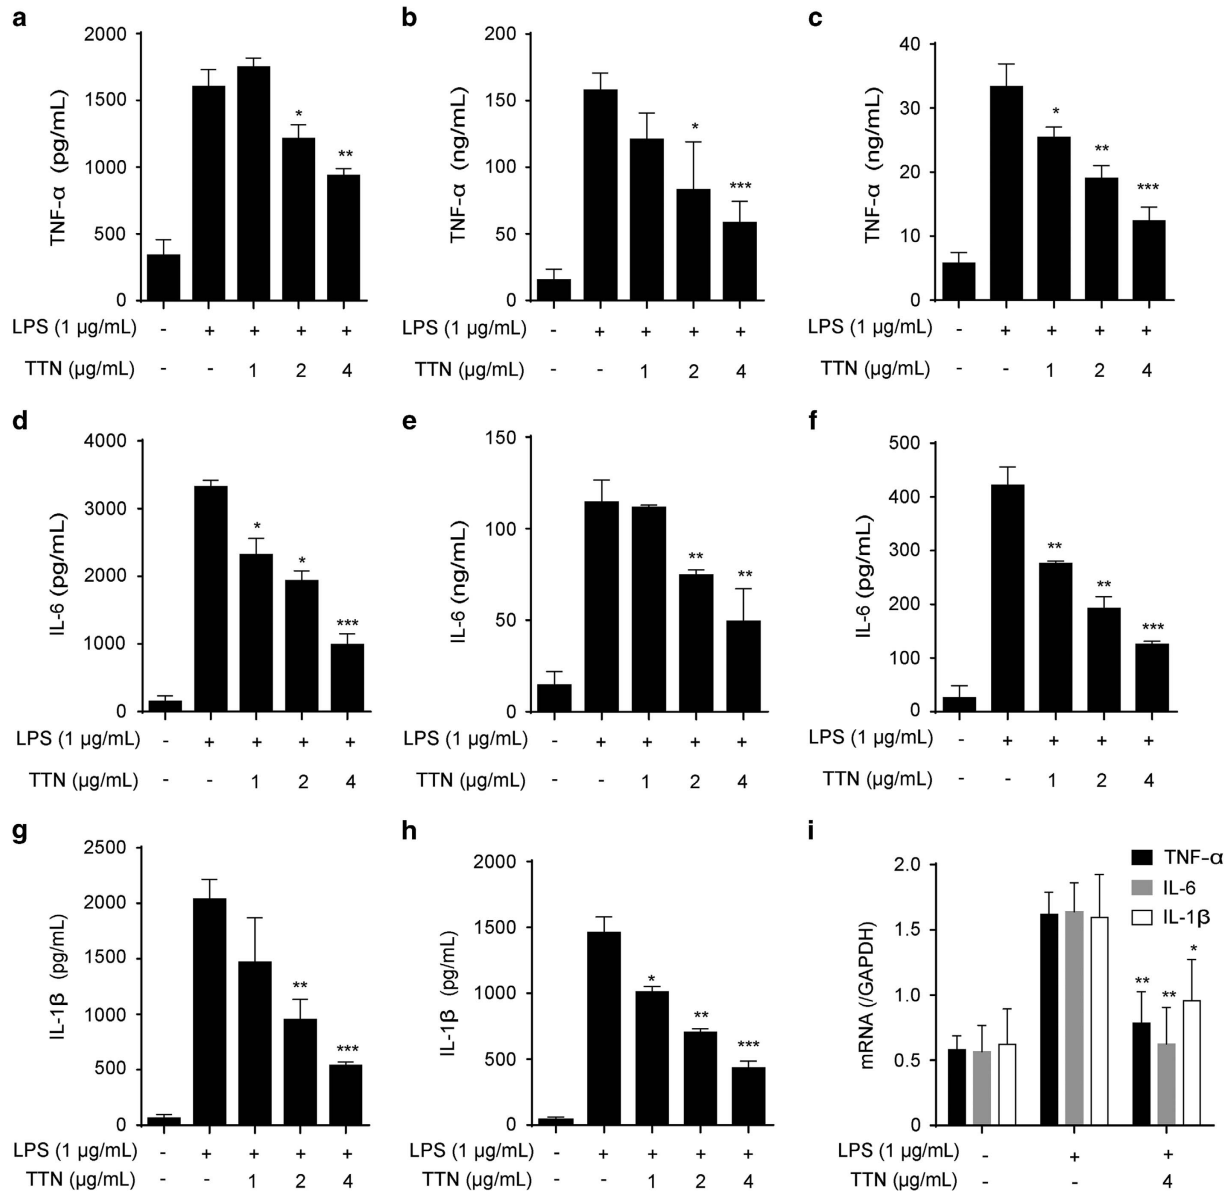 a
TNF-α (pg/mL)
2000
1500
1000
500
0
* **
LPS (1 µg/mL) - + + + +
TTN (µg/mL) - - 1 2 4
b
TNF-α (ng/mL)
200
150
100
50
0
* ***
LPS (1 µg/mL) - + + + +
TTN (µg/mL) - - 1 2 4
c
TNF-α (ng/mL)
40
30
20
10
0
* ** ***
LPS (1 µg/mL) - + + + +
TTN (µg/mL) - - 1 2 4
d
IL-6 (pg/mL)
4000
3000
2000
1000
0
* * ***
LPS (1 µg/mL) - + + + +
TTN (µg/mL) - - 1 2 4
e
IL-6 (ng/mL)
150
100
50
0
** **
LPS (1 µg/mL) - + + + +
TTN (µg/mL) - - 1 2 4
f
IL-6 (pg/mL)
500
400
300
200
100
0
** ** ***
LPS (1 µg/mL) - + + + +
TTN (µg/mL) - - 1 2 4
g
IL-1β (pg/mL)
2500
2000
1500
1000
500
0
** ***
LPS (1 µg/mL) - + + + +
TTN (µg/mL) - - 1 2 4
h
IL-1β (pg/mL)
2000
1500
1000
500
0
* ** ***
LPS (1 µg/mL) - + + + +
TTN (µg/mL) - - 1 2 4
i
mRNA (/GAPDH)
2.0
1.5
1.0
0.5
0
TNF-α
IL-6
IL-1β
** ** *
LPS (1 µg/mL) - + +
TTN (µg/mL) - - 4